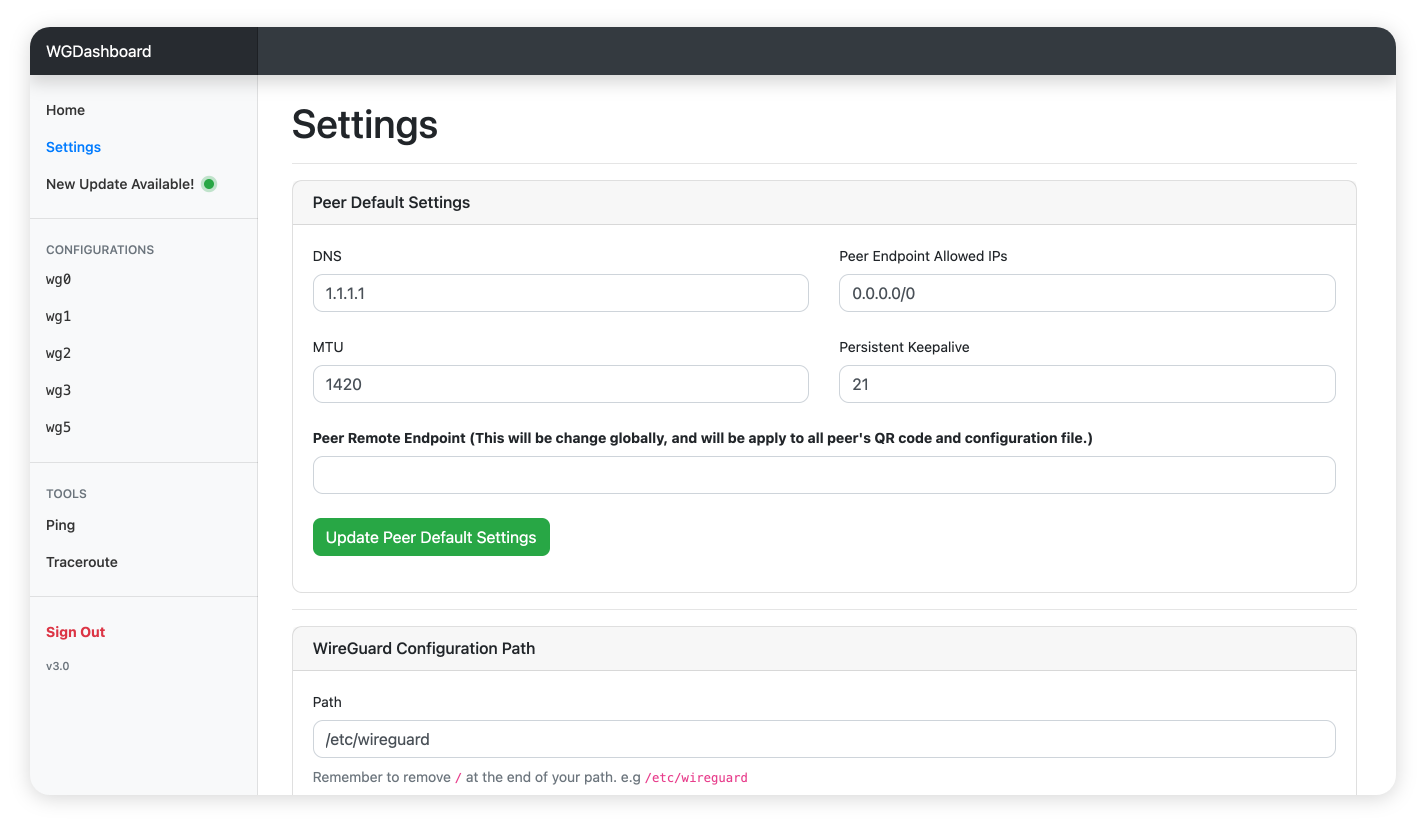 WGDashboard
Home
Settings
New Update Available!
CONFIGURATIONS
wg0
wg1
wg2
wg3
wg5
TOOLS
Ping
Traceroute
Sign Out
v3.0
Settings
Peer Default Settings
DNS
1.1.1.1
Peer Endpoint Allowed IPs
0.0.0.0/0
MTU
1420
Persistent Keepalive
21
Peer Remote Endpoint (This will be change globally, and will be apply to all peer's QR code and configuration file.)
Update Peer Default Settings
WireGuard Configuration Path
Path
/etc/wireguard
Remember to remove / at the end of your path. e.g /etc/wireguard